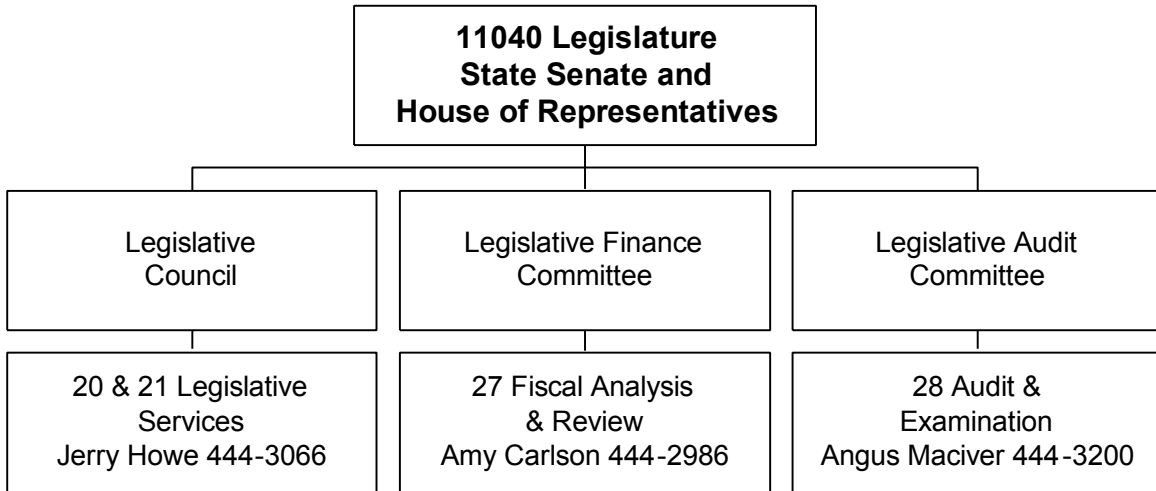 11040 Legislature
State Senate and
House of Representatives
Legislative
Council
Legislative Finance
Committee
Legislative Audit
Committee
20 & 21 Legislative
Services
Jerry Howe 444-3066
27 Fiscal Analysis
& Review
Amy Carlson 444-2986
28 Audit &
Examination
Angus Maciver 444-3200